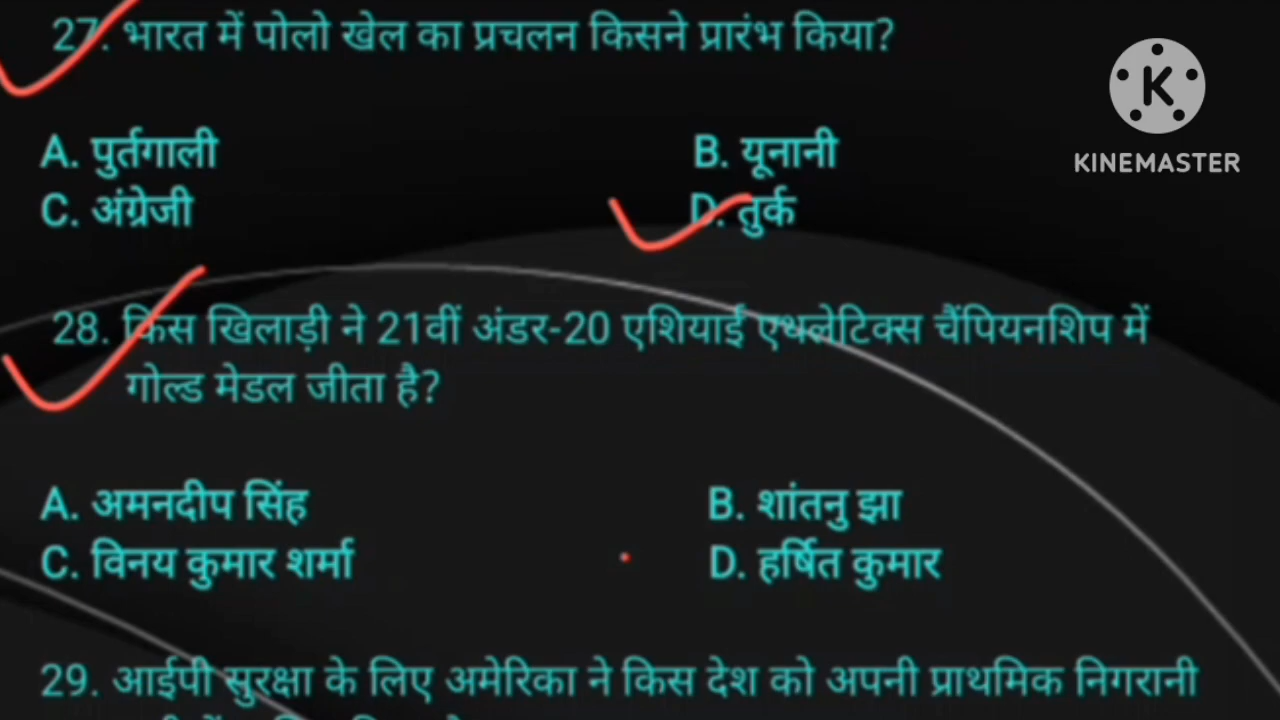 27. भारत में पोलो खेल का प्रचलन किसने प्रारंभ किया?
KINEMASTER
A. पुर्तगाली B. यूनानी
C. अंग्रेजी D. तुर्क
28. किस खिलाड़ी ने 21वीं अंडर-20 एशियाई एथलेटिक्स चैंपियनशिप में
गोल्ड मेडल जीता है?
A. अमनदीप सिंह B. शांतनु झा
C. विनय कुमार शर्मा D. हर्षित कुमार
29. आईपी सुरक्षा के लिए अमेरिका ने किस देश को अपनी प्राथमिक निगरानी